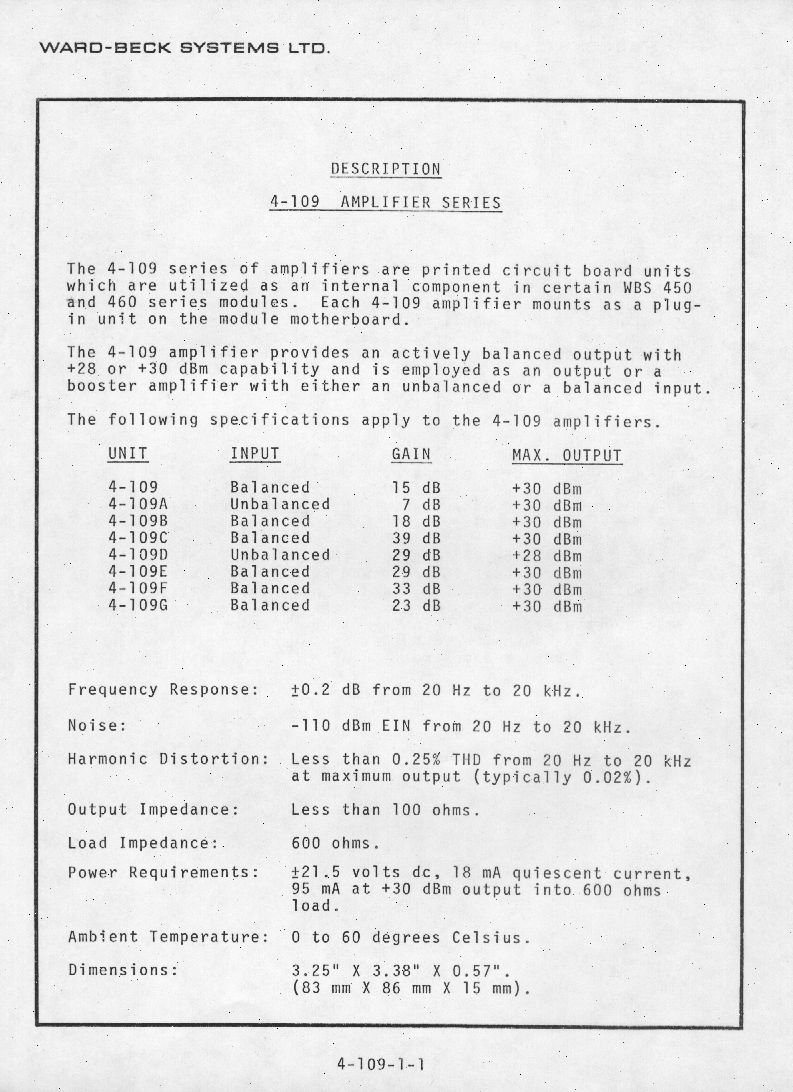 WARD-BECK SYSTEMS LTD.
DESCRIPTION
4-109 AMPLIFIER SERIES
The 4-109 series of amplifiers are printed circuit board units
which are utilized as an internal component in certain WBS 450
and 460 series modules. Each 4-109 amplifier mounts as a plug-
in unit on the module motherboard.
The 4-109 amplifier provides an actively balanced output with
+28 or +30 dBm capability and is employed as an output or a
booster amplifier with either an unbalanced or a balanced input.
The following specifications apply to the 4-109 amplifiers.
UNIT INPUT GAIN MAX. OUTPUT
4-109 Balanced 15 dB +30 dBm
4-109A Unbalanced 7 dB +30 dBm
4-109B Balanced 18 dB +30 dBm
4-109C Balanced 39 dB +30 dBm
4-109D Unbalanced 29 dB +28 dBm
4-109E Balanced 29 dB +30 dBm
4-109F Balanced 33 dB +30 dBm
4-109G Balanced 23 dB +30 dBm
Frequency Response: ±0.2 dB from 20 Hz to 20 kHz.
Noise: -110 dBm EIN from 20 Hz to 20 kHz.
Harmonic Distortion: Less than 0.25% THD from 20 Hz to 20 kHz
at maximum output (typically 0.02%).
Output Impedance: Less than 100 ohms.
Load Impedance: 600 ohms.
Power Requirements: ±21.5 volts dc, 18 mA quiescent current,
95 mA at +30 dBm output into 600 ohms
load.
Ambient Temperature: 0 to 60 degrees Celsius.
Dimensions: 3.25" X 3.38" X 0.57".
(83 mm X 86 mm X 15 mm).
4-109-1-1